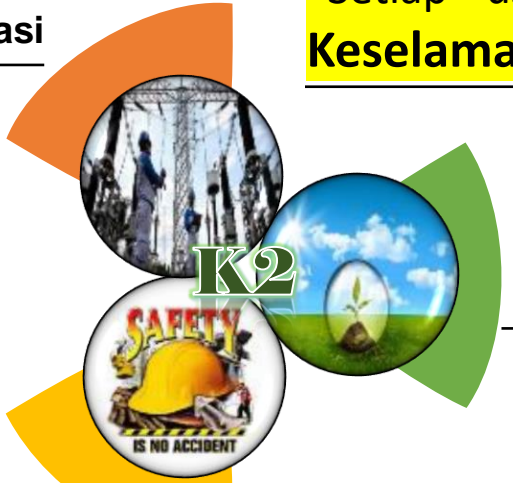 asi
Setiap
Keselama
K2
SAFETY
IS NO ACCIDENT